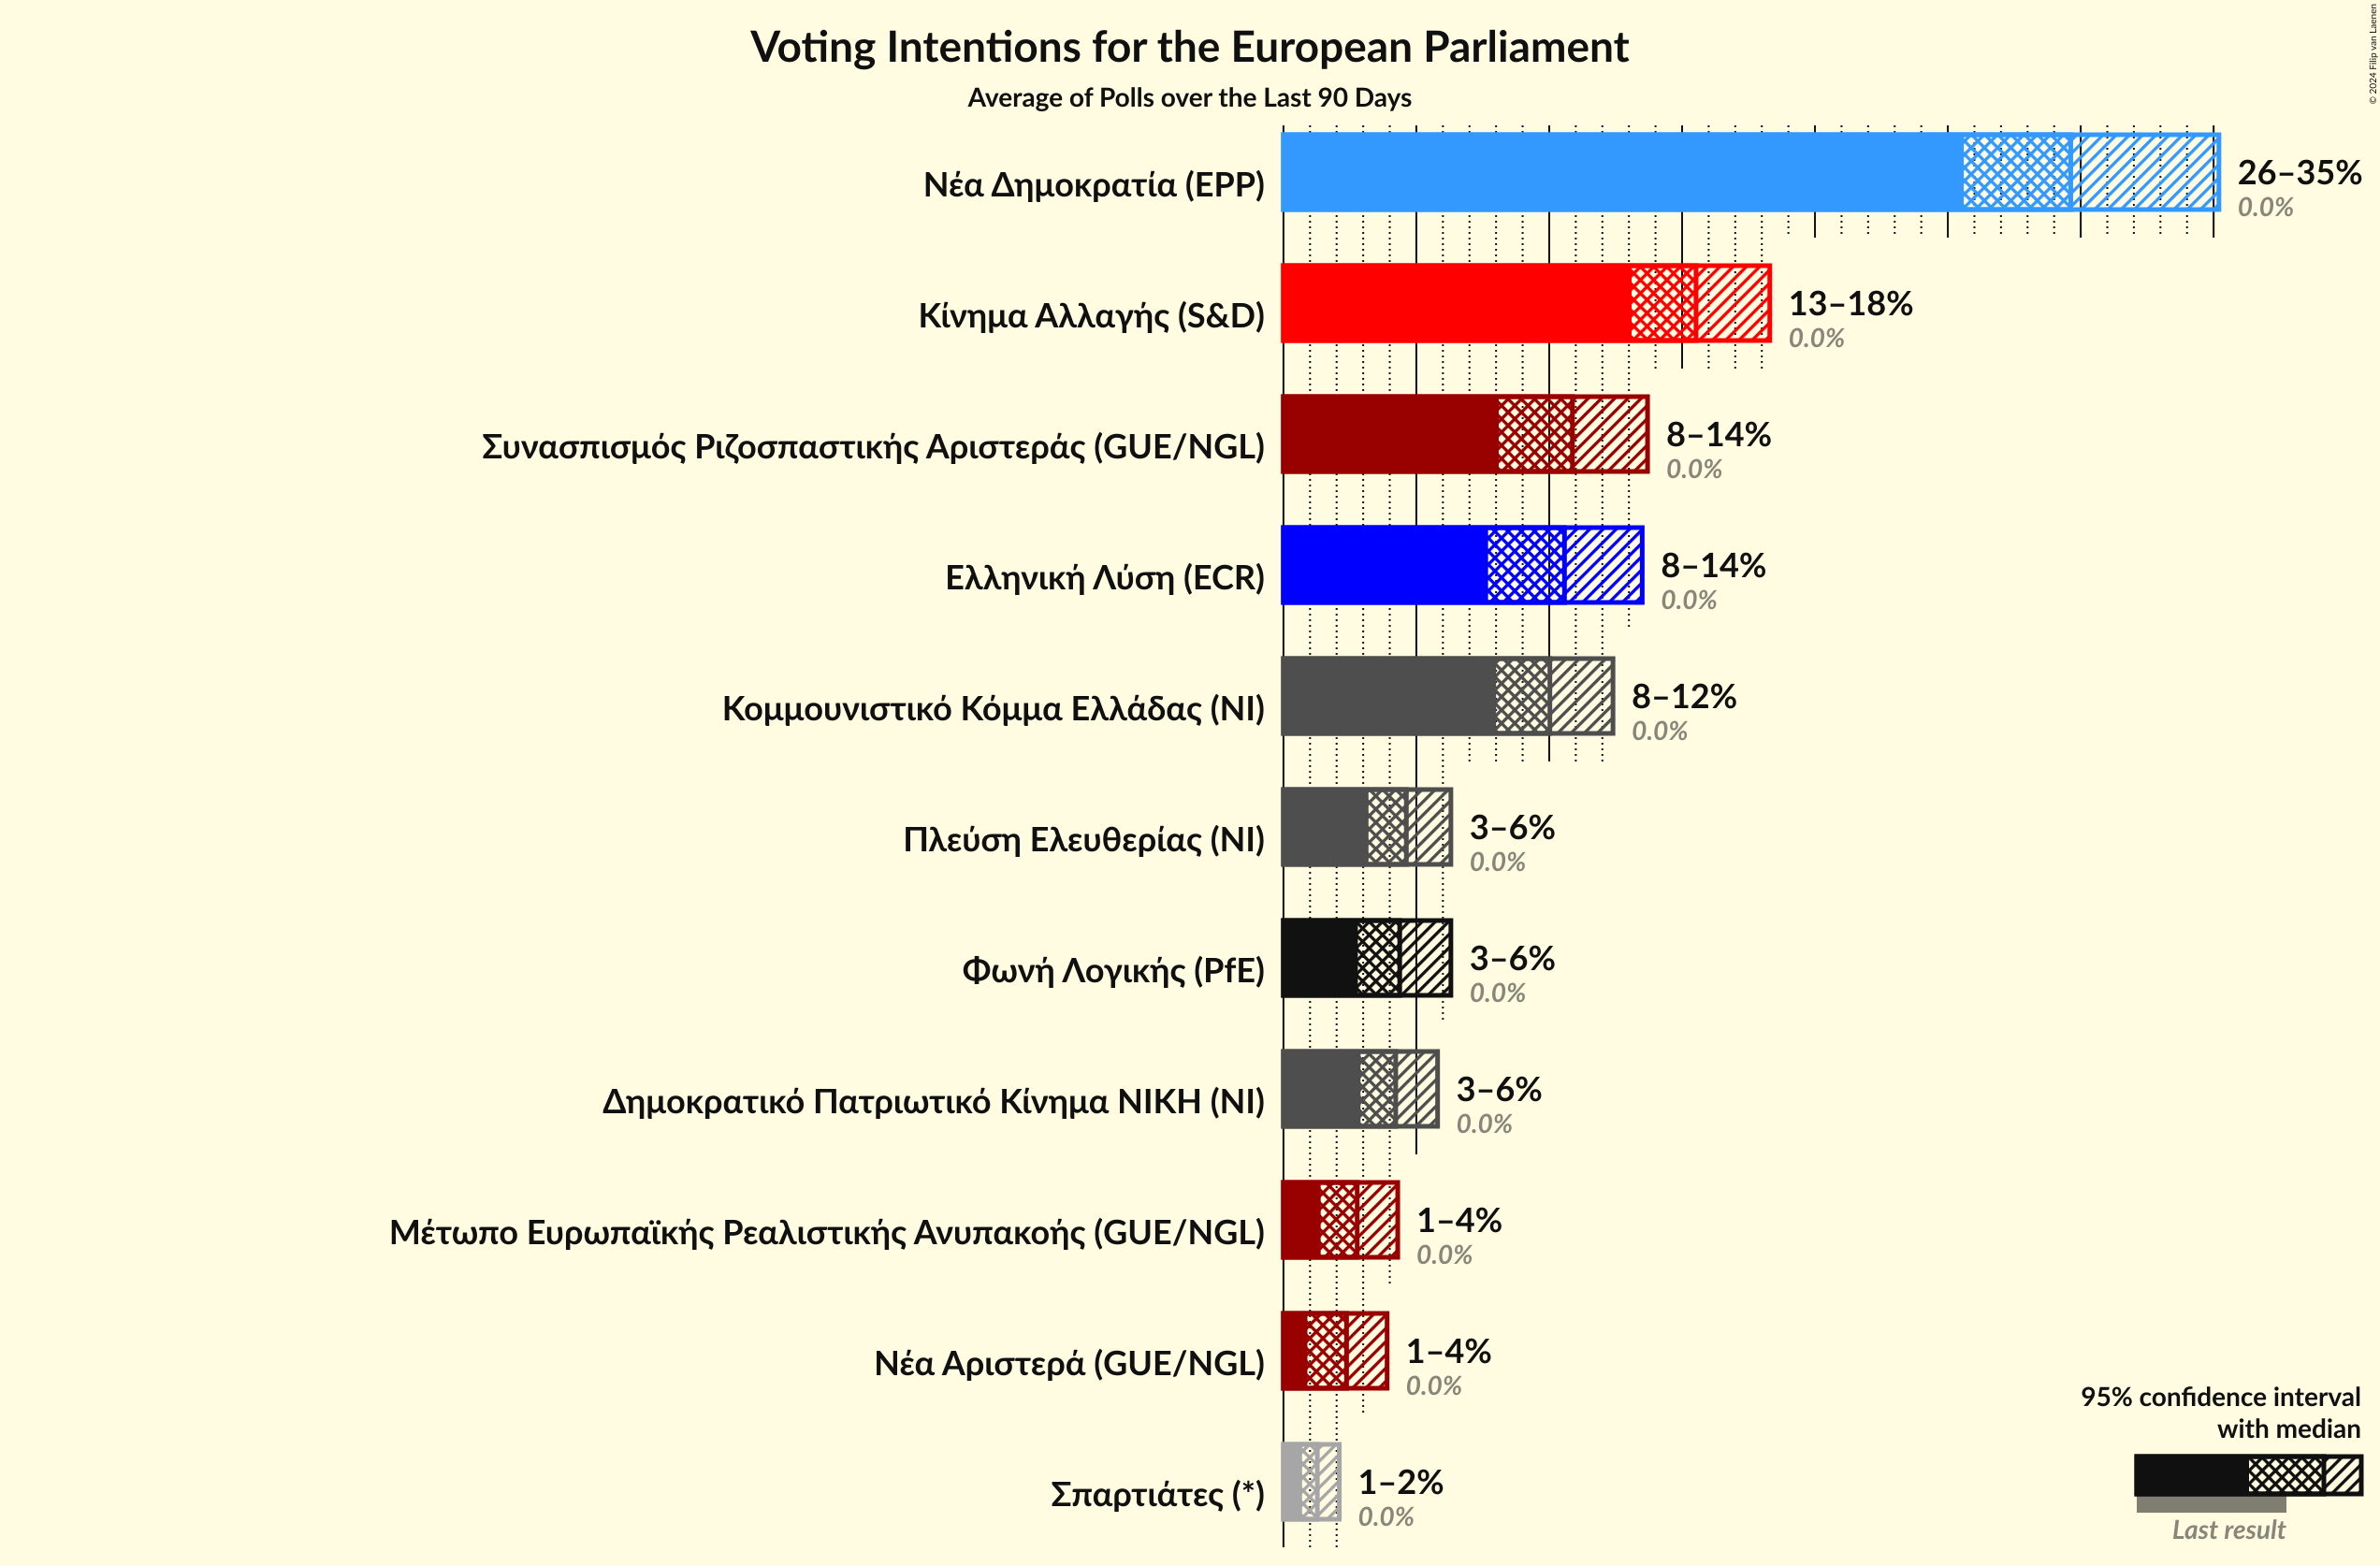 © 2024 Filip van Laenen
Voting Intentions for the European Parliament
Average of Polls over the Last 90 Days
Νέα Δημοκρατία (EPP)
26–35%
0.0%
Κίνημα Αλλαγής (S&D)
13–18%
0.0%
Συνασπισμός Ριζοσπαστικής Αριστεράς (GUE/NGL)
8–14%
0.0%
Ελληνική Λύση (ECR)
8–14%
0.0%
Κομμουνιστικό Κόμμα Ελλάδας (NI)
8–12%
0.0%
Πλεύση Ελευθερίας (NI)
3–6%
0.0%
Φωνή Λογικής (PfE)
3–6%
0.0%
Δημοκρατικό Πατριωτικό Κίνημα ΝΙΚΗ (NI)
3–6%
0.0%
Μέτωπο Ευρωπαϊκής Ρεαλιστικής Ανυπακοής (GUE/NGL)
1–4%
0.0%
Νέα Αριστερά (GUE/NGL)
1–4%
0.0%
Σπαρτιάτες (*)
1–2%
0.0%
95% confidence interval
with median
Last result